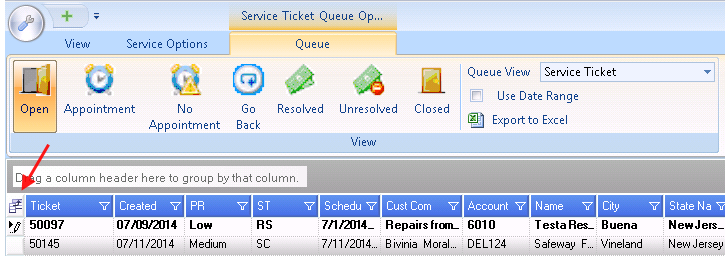 Service Ticket Queue Op...
View Service Options Queue
Open Appointment No Appointment Go Back Resolved Unresolved Closed
Queue View Service Ticket
Use Date Range
Export to Excel
View
Drag a column header here to group by that column.
Ticket Created PR ST Schedu Cust Com Account Name City State Na
50097 07/09/2014 Low RS 7/1/2014... Repairs from... 6010 Testa Res... Buena New Jers...
50145 07/11/2014 Medium SC 7/11/2014... Bivinia Moral... DEL124 Safeway F... Vineland New Jersey